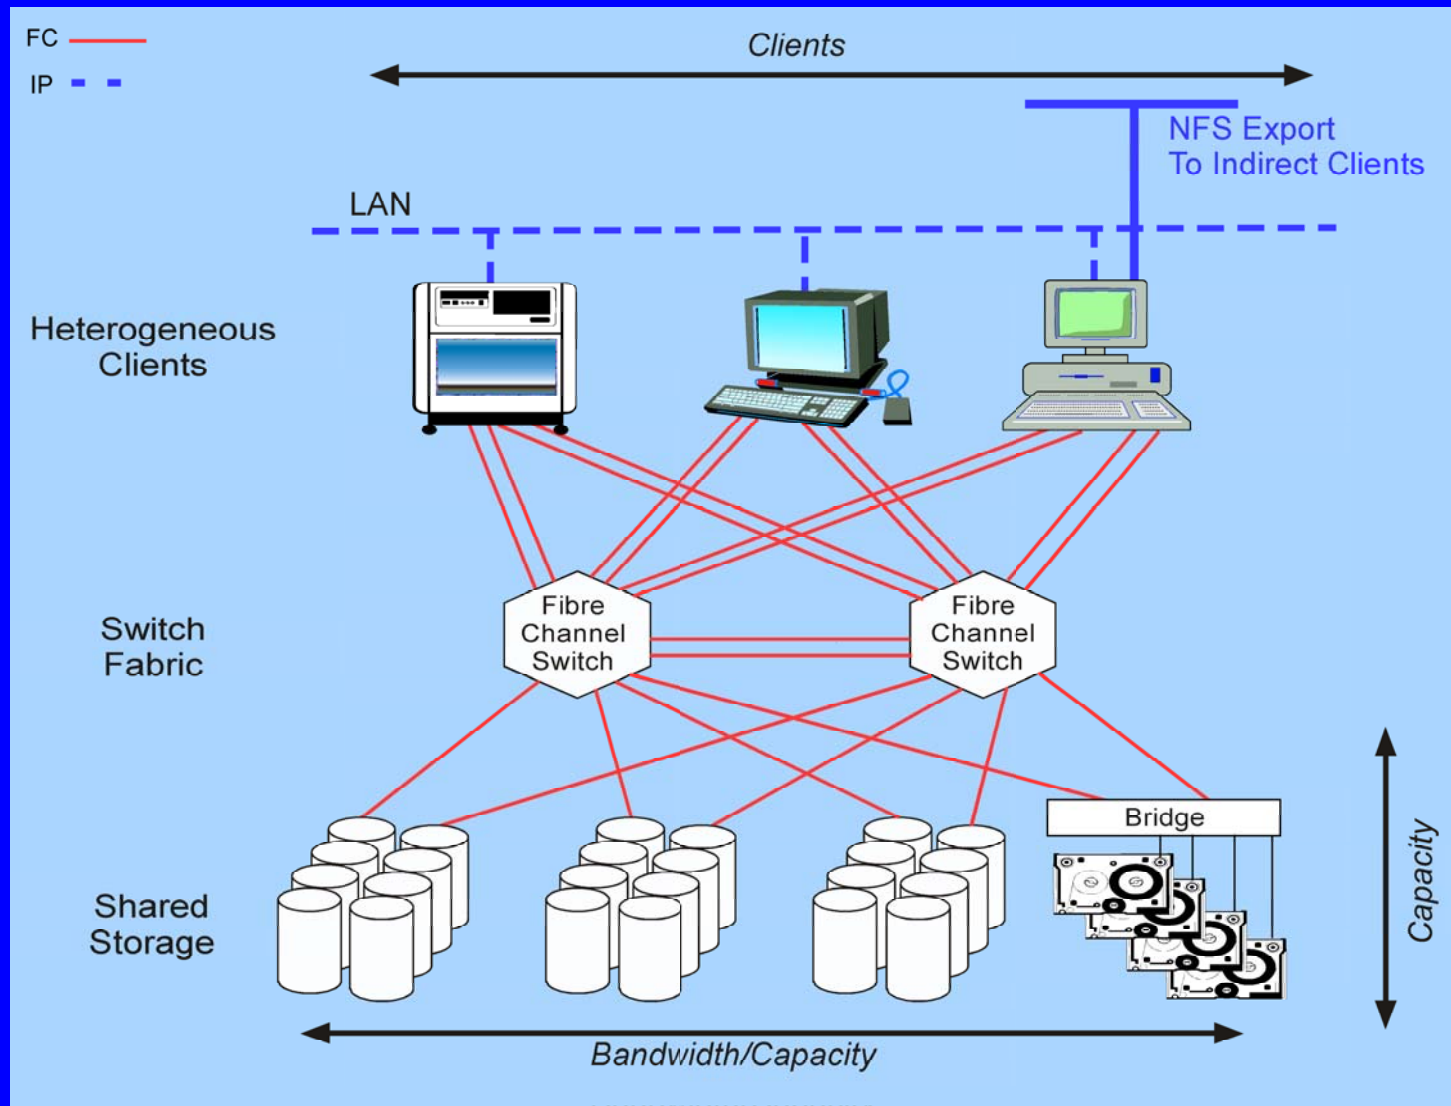 FC
IP
Clients
NFS Export
To Indirect Clients
LAN
Heterogeneous
Clients
Switch
Fabric
Fibre
Channel
Switch
Fibre
Channel
Switch
Bridge
Shared
Storage
Capacity
Bandwidth/Capacity